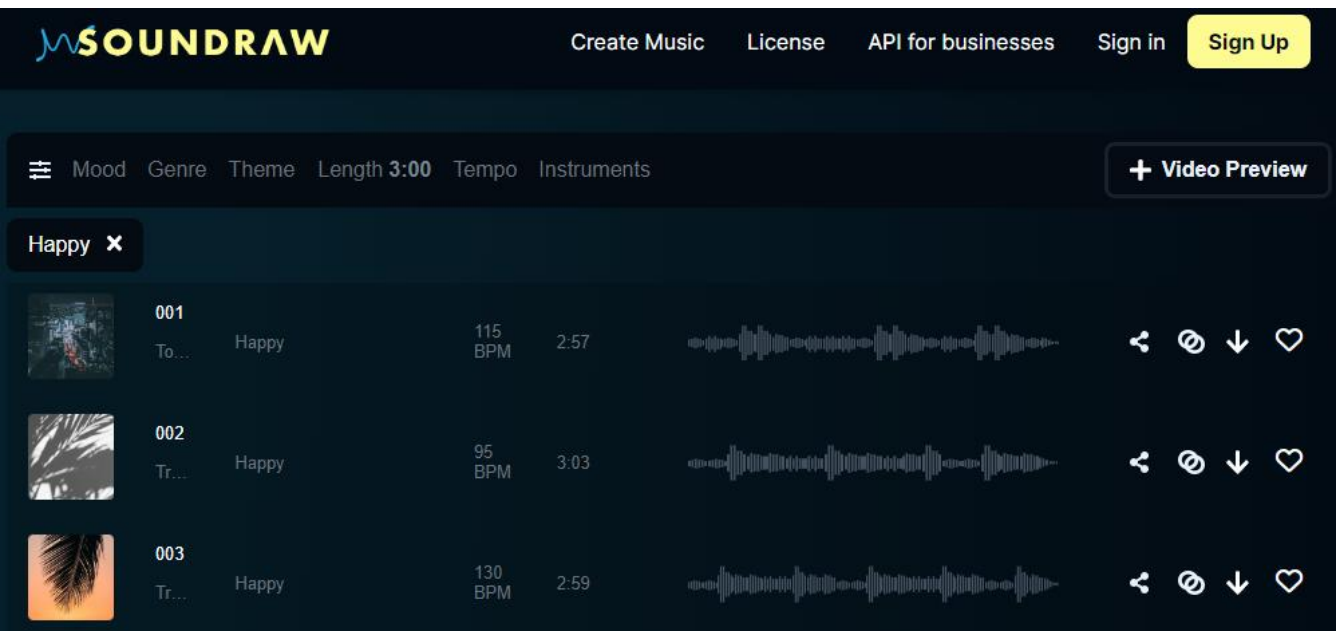 SOUNDRAW Create Music License API for businesses Sign in Sign Up
Mood Genre Theme Length 3:00 Tempo Instruments Video Preview
Happy
001
To... Happy 115 BPM 2:57
002
Tr... Happy 95 BPM 3:03
003
Tr... Happy 130 BPM 2:59